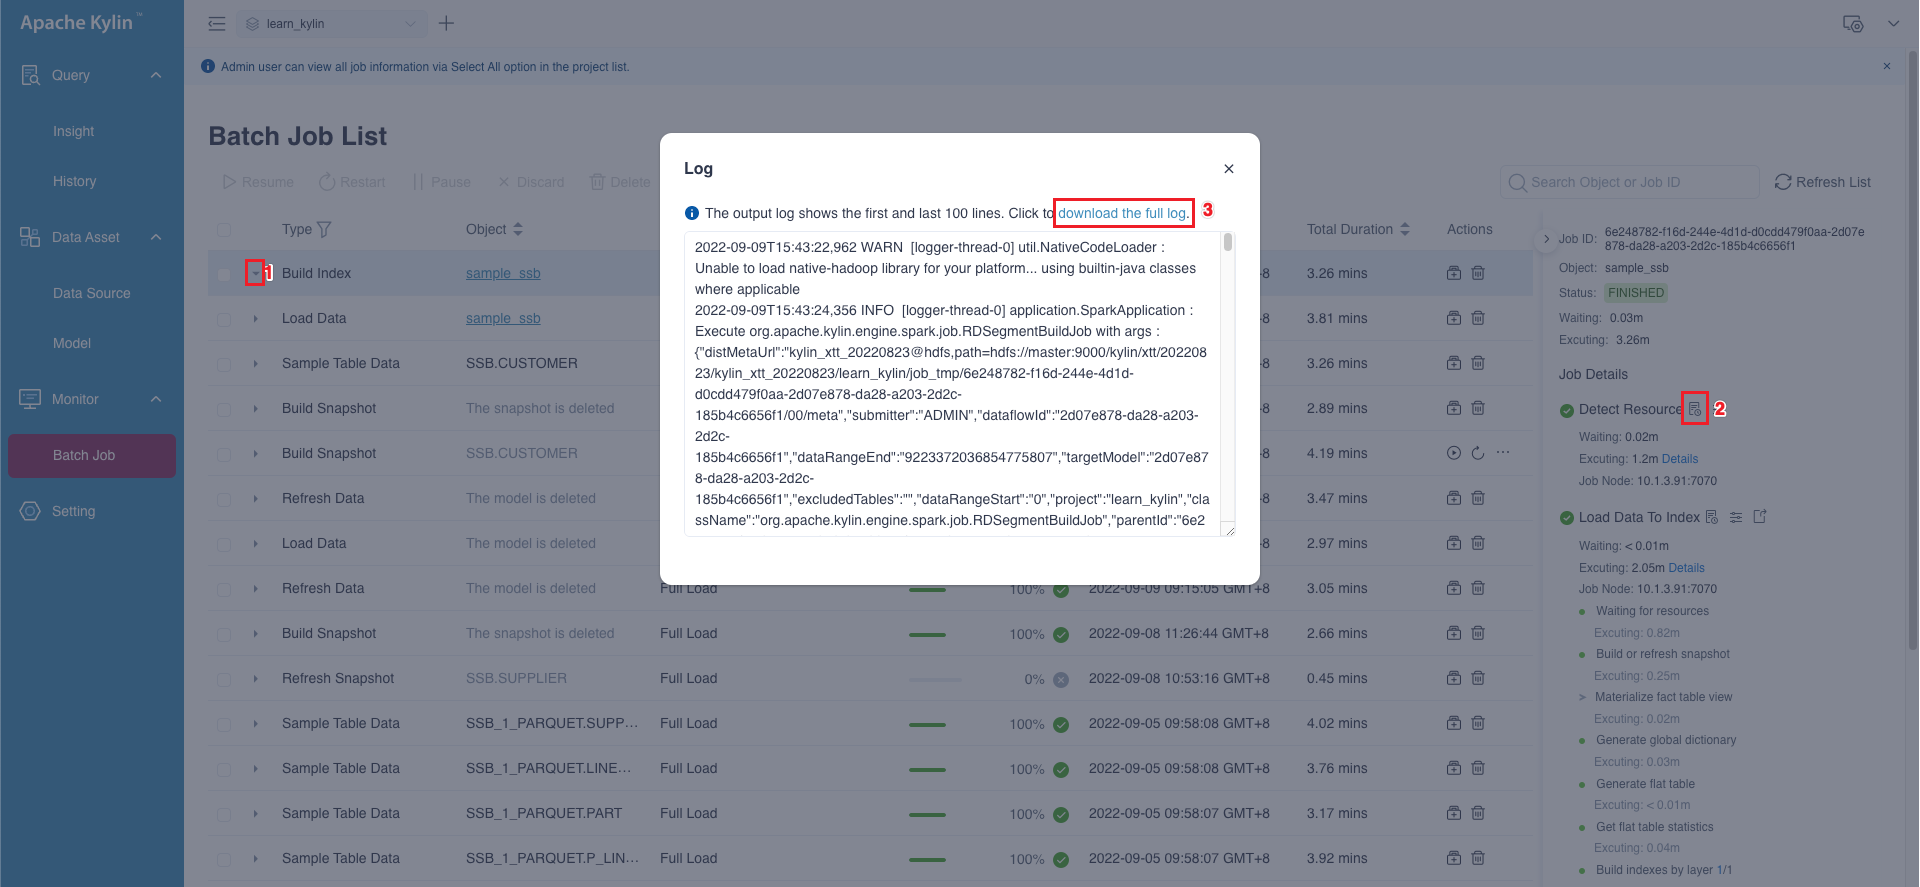 Apache Kylin™
learn_kylin
Query
Admin user can view all job information via Select All option in the project list.
Insight
Batch Job List
History
Resume Restart Pause Discard Delete
Search Object or Job ID
Refresh List
Data Asset
Data Source
Model
Monitor
Batch Job
Setting
Type Object Total Duration Actions
1 Build Index sample_ssb +8 3.26 mins
Load Data sample_ssb +8 3.81 mins
Sample Table Data SSB.CUSTOMER +8 3.26 mins
Build Snapshot The snapshot is deleted +8 2.89 mins
Build Snapshot SSB.CUSTOMER +8 4.19 mins
Refresh Data The model is deleted +8 3.47 mins
Load Data The model is deleted +8 2.97 mins
Refresh Data The model is deleted Full Load 100% 2022-09-09 09:15:05 GMT+8 3.05 mins
Build Snapshot The snapshot is deleted Full Load 100% 2022-09-08 11:26:44 GMT+8 2.66 mins
Refresh Snapshot SSB.SUPPLIER Full Load 0% 2022-09-08 10:53:16 GMT+8 0.45 mins
Sample Table Data SSB_1_PARQUET.SUPP... Full Load 100% 2022-09-05 09:58:08 GMT+8 4.02 mins
Sample Table Data SSB_1_PARQUET.LINE... Full Load 100% 2022-09-05 09:58:08 GMT+8 3.76 mins
Sample Table Data SSB_1_PARQUET.PART Full Load 100% 2022-09-05 09:58:07 GMT+8 3.17 mins
Sample Table Data SSB_1_PARQUET.P_LIN... Full Load 100% 2022-09-05 09:58:07 GMT+8 3.92 mins
Log
The output log shows the first and last 100 lines. Click to download the full log. 3
2022-09-09T15:43:22,962 WARN [logger-thread-0] util.NativeCodeLoader :
Unable to load native-hadoop library for your platform... using builtin-java classes
where applicable
2022-09-09T15:43:24,356 INFO [logger-thread-0] application.SparkApplication :
Execute org.apache.kylin.engine.spark.job.RDSegmentBuildJob with args :
{"distMetaUrl":"kylin_xtt_20220823@hdfs,path=hdfs://master:9000/kylin/xtt/202208
23/kylin_xtt_20220823/learn_kylin/job_tmp/6e248782-f16d-244e-4d1d-
d0cdd479f0aa-2d07e878-da28-a203-2d2c-
185b4c6656f1/00/meta","submitter":"ADMIN","dataflowId":"2d07e878-da28-a203-
2d2c-
185b4c6656f1","dataRangeEnd":"9223372036854775807","targetModel":"2d07e87
8-da28-a203-2d2c-
185b4c6656f1","excludedTables":"","dataRangeStart":"0","project":"learn_kylin","cla
ssName":"org.apache.kylin.engine.spark.job.RDSegmentBuildJob","parentId":"6e2
Job ID: 6e248782-f16d-244e-4d1d-d0cdd479f0aa-2d07e
878-da28-a203-2d2c-185b4c6656f1
Object: sample_ssb
Status: FINISHED
Waiting: 0.03m
Excuting: 3.26m
Job Details
Detect Resource 2
Waiting: 0.02m
Excuting: 1.2m Details
Job Node: 10.1.3.91:7070
Load Data To Index
Waiting: < 0.01m
Excuting: 2.05m Details
Job Node: 10.1.3.91:7070
Waiting for resources
Excuting: 0.82m
Build or refresh snapshot
Excuting: 0.25m
Materialize fact table view
Excuting: 0.02m
Generate global dictionary
Excuting: 0.03m
Generate flat table
Excuting: < 0.01m
Get flat table statistics
Excuting: 0.04m
Build indexes by layer 1/1